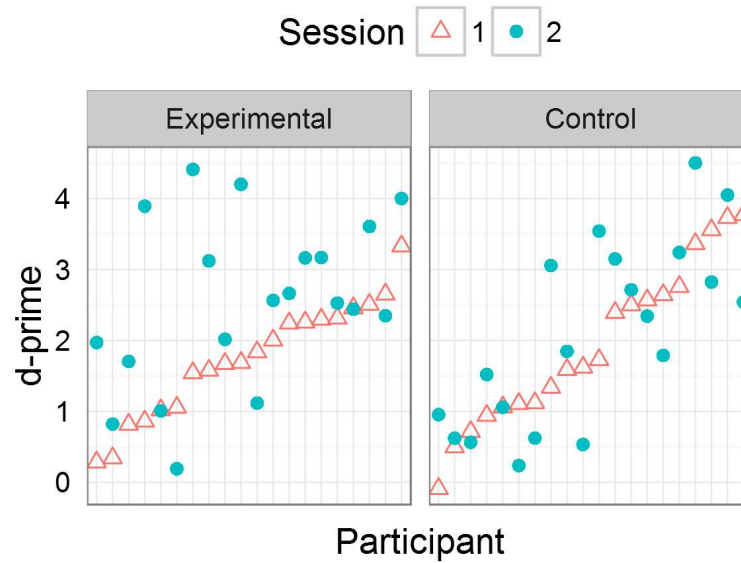 Session 1 2
Experimental Control
4
3
2
1
0
d-prime
Participant